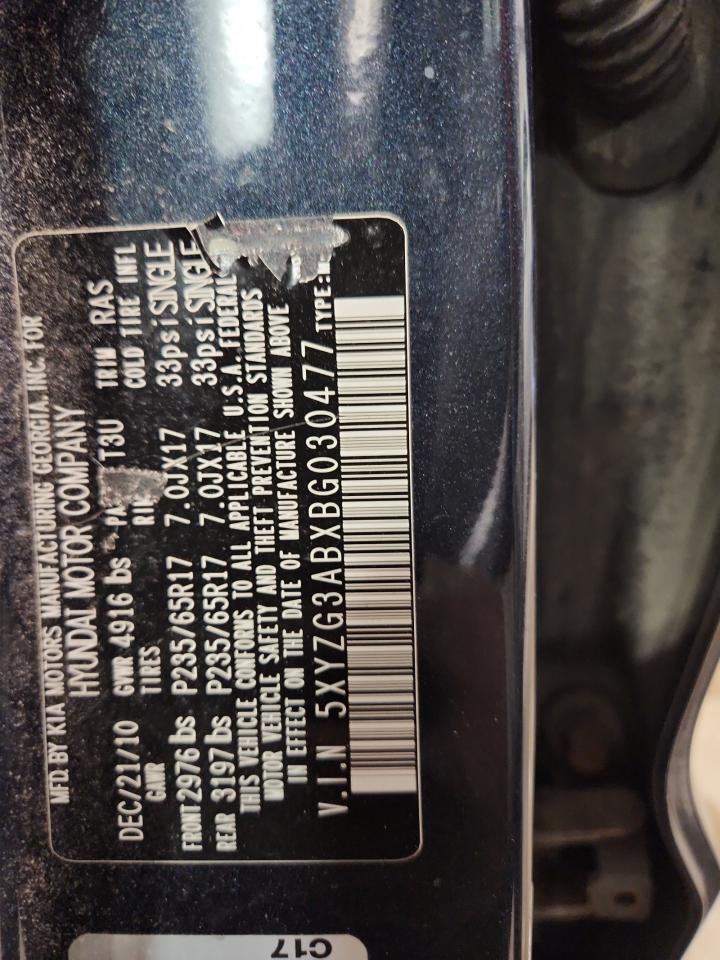 MFD. BY KIA MOTORS MANUFACTURING GEORGIA, INC. FOR
HYUNDAI MOTOR COMPANY
DEC/21/10 GVWR 4916 lbs PA T3U TRIM RAS
GAWR TIRES RIM COLD TIRE INFL
FRONT 2976 lbs P235/65R17 7.0JX17 33psi SINGLE
REAR 3197 lbs P235/65R17 7.0JX17 33psi SINGLE
THIS VEHICLE CONFORMS TO ALL APPLICABLE U.S.A. FEDERAL
MOTOR VEHICLE SAFETY AND THEFT PREVENTION STANDARDS
IN EFFECT ON THE DATE OF MANUFACTURE SHOWN ABOVE
V.I.N 5XYZG3ABXBG030477 TYPE:
C17